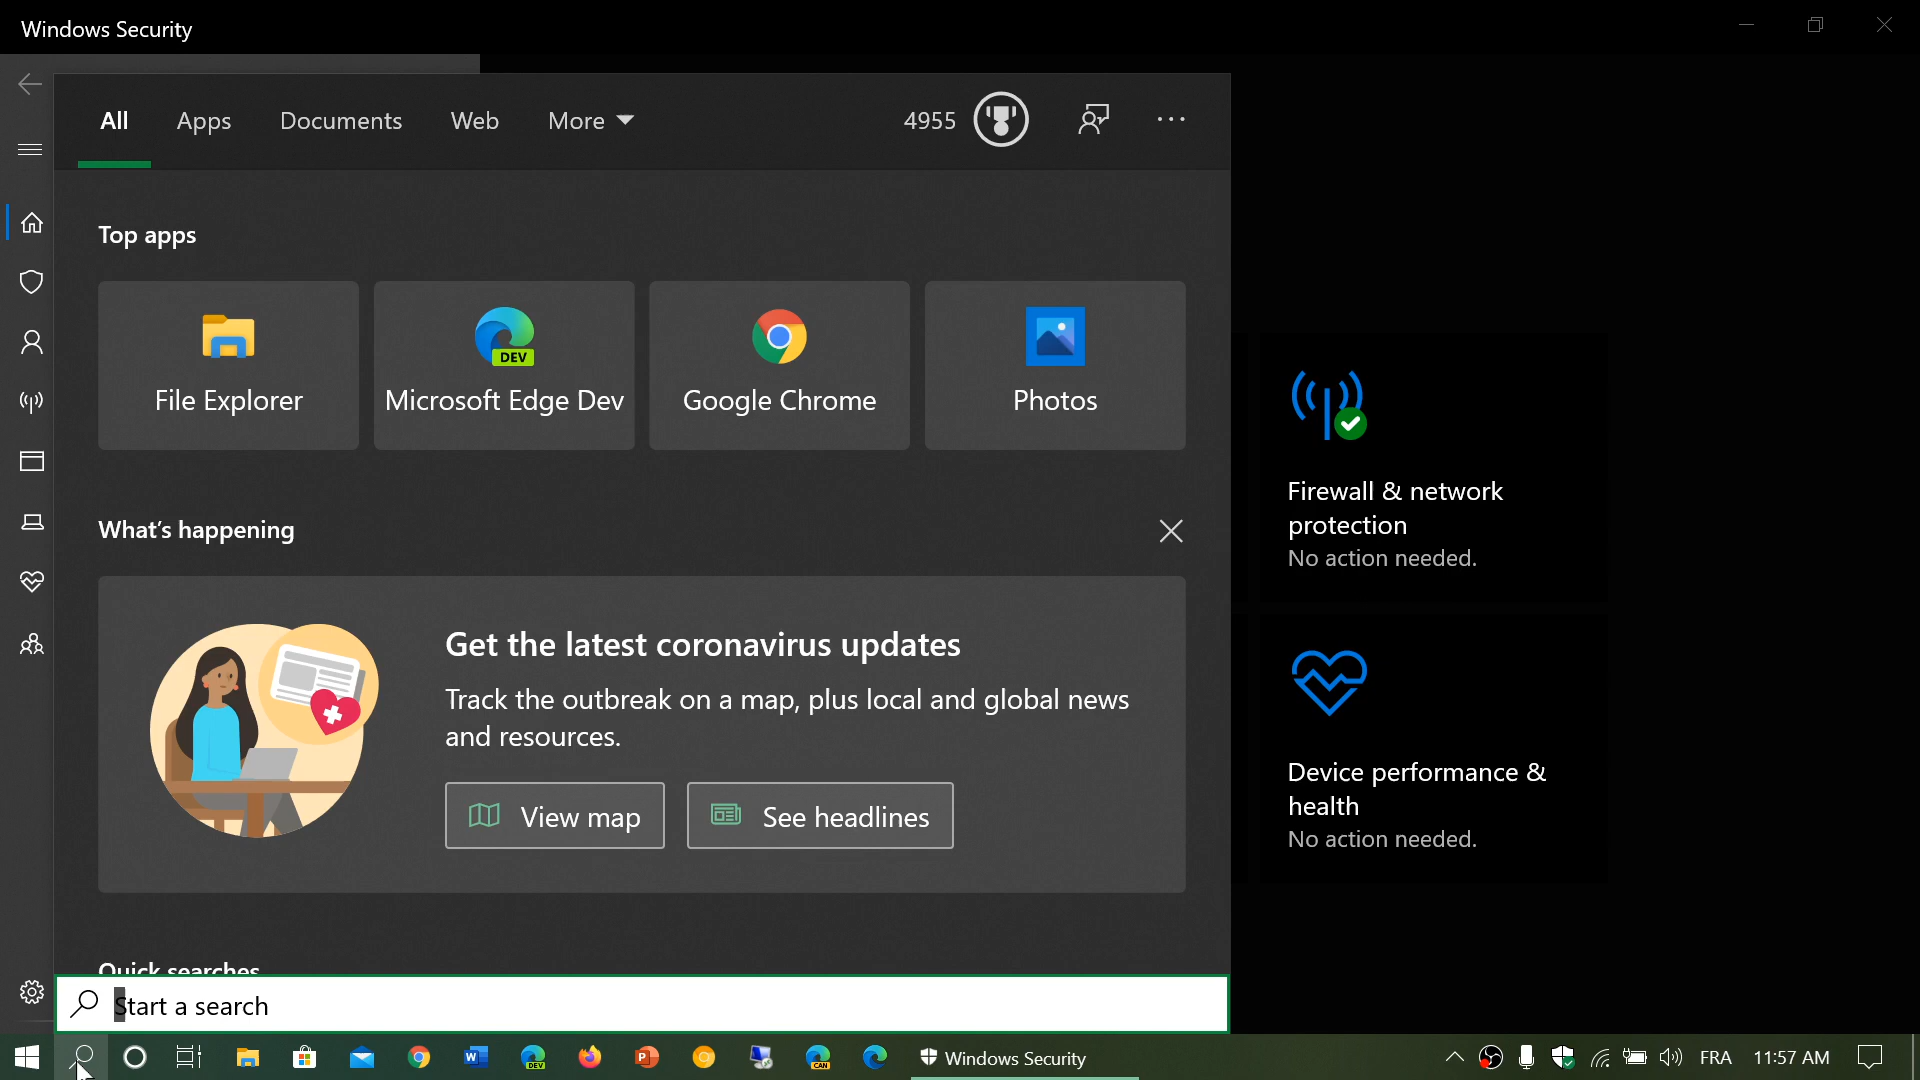 Windows Security
All Apps Documents Web More 4955
Top apps
File Explorer
DEV
Microsoft Edge Dev
Google Chrome
Photos
What's happening
Get the latest coronavirus updates
Track the outbreak on a map, plus local and global news
and resources.
View map
See headlines
Quick searches
Start a search
Firewall & network
protection
No action needed.
Device performance &
health
No action needed.
W DEV P CAN Windows Security FRA 11:57 AM